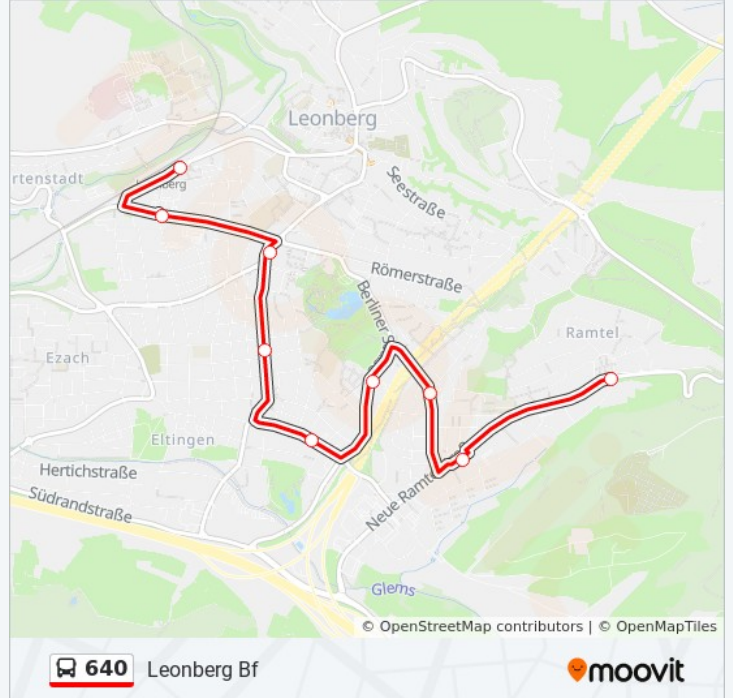 Leonberg
rtenstadt
Seestraße
Römerstraße
Berliner S
Ramtel
Ezach
Eltingen
Hertichstraße
Südrandstraße
Neue Ramt
Glems
© OpenStreetMap contributors | © OpenMapTiles
640 Leonberg Bf
moovit